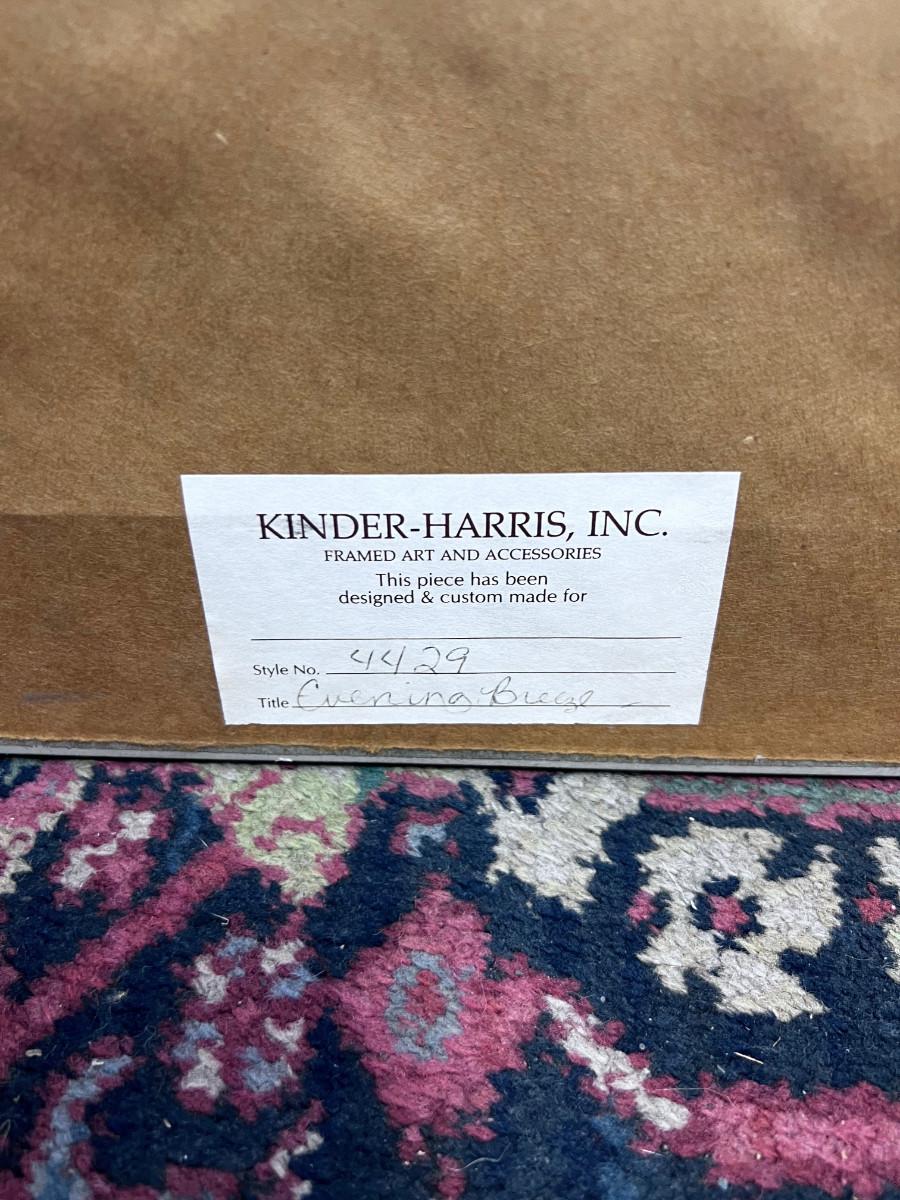 KINDER-HARRIS, INC.
FRAMED ART AND ACCESSORIES
This piece has been
designed & custom made for
Style No. 4429
Title Evening Breeze